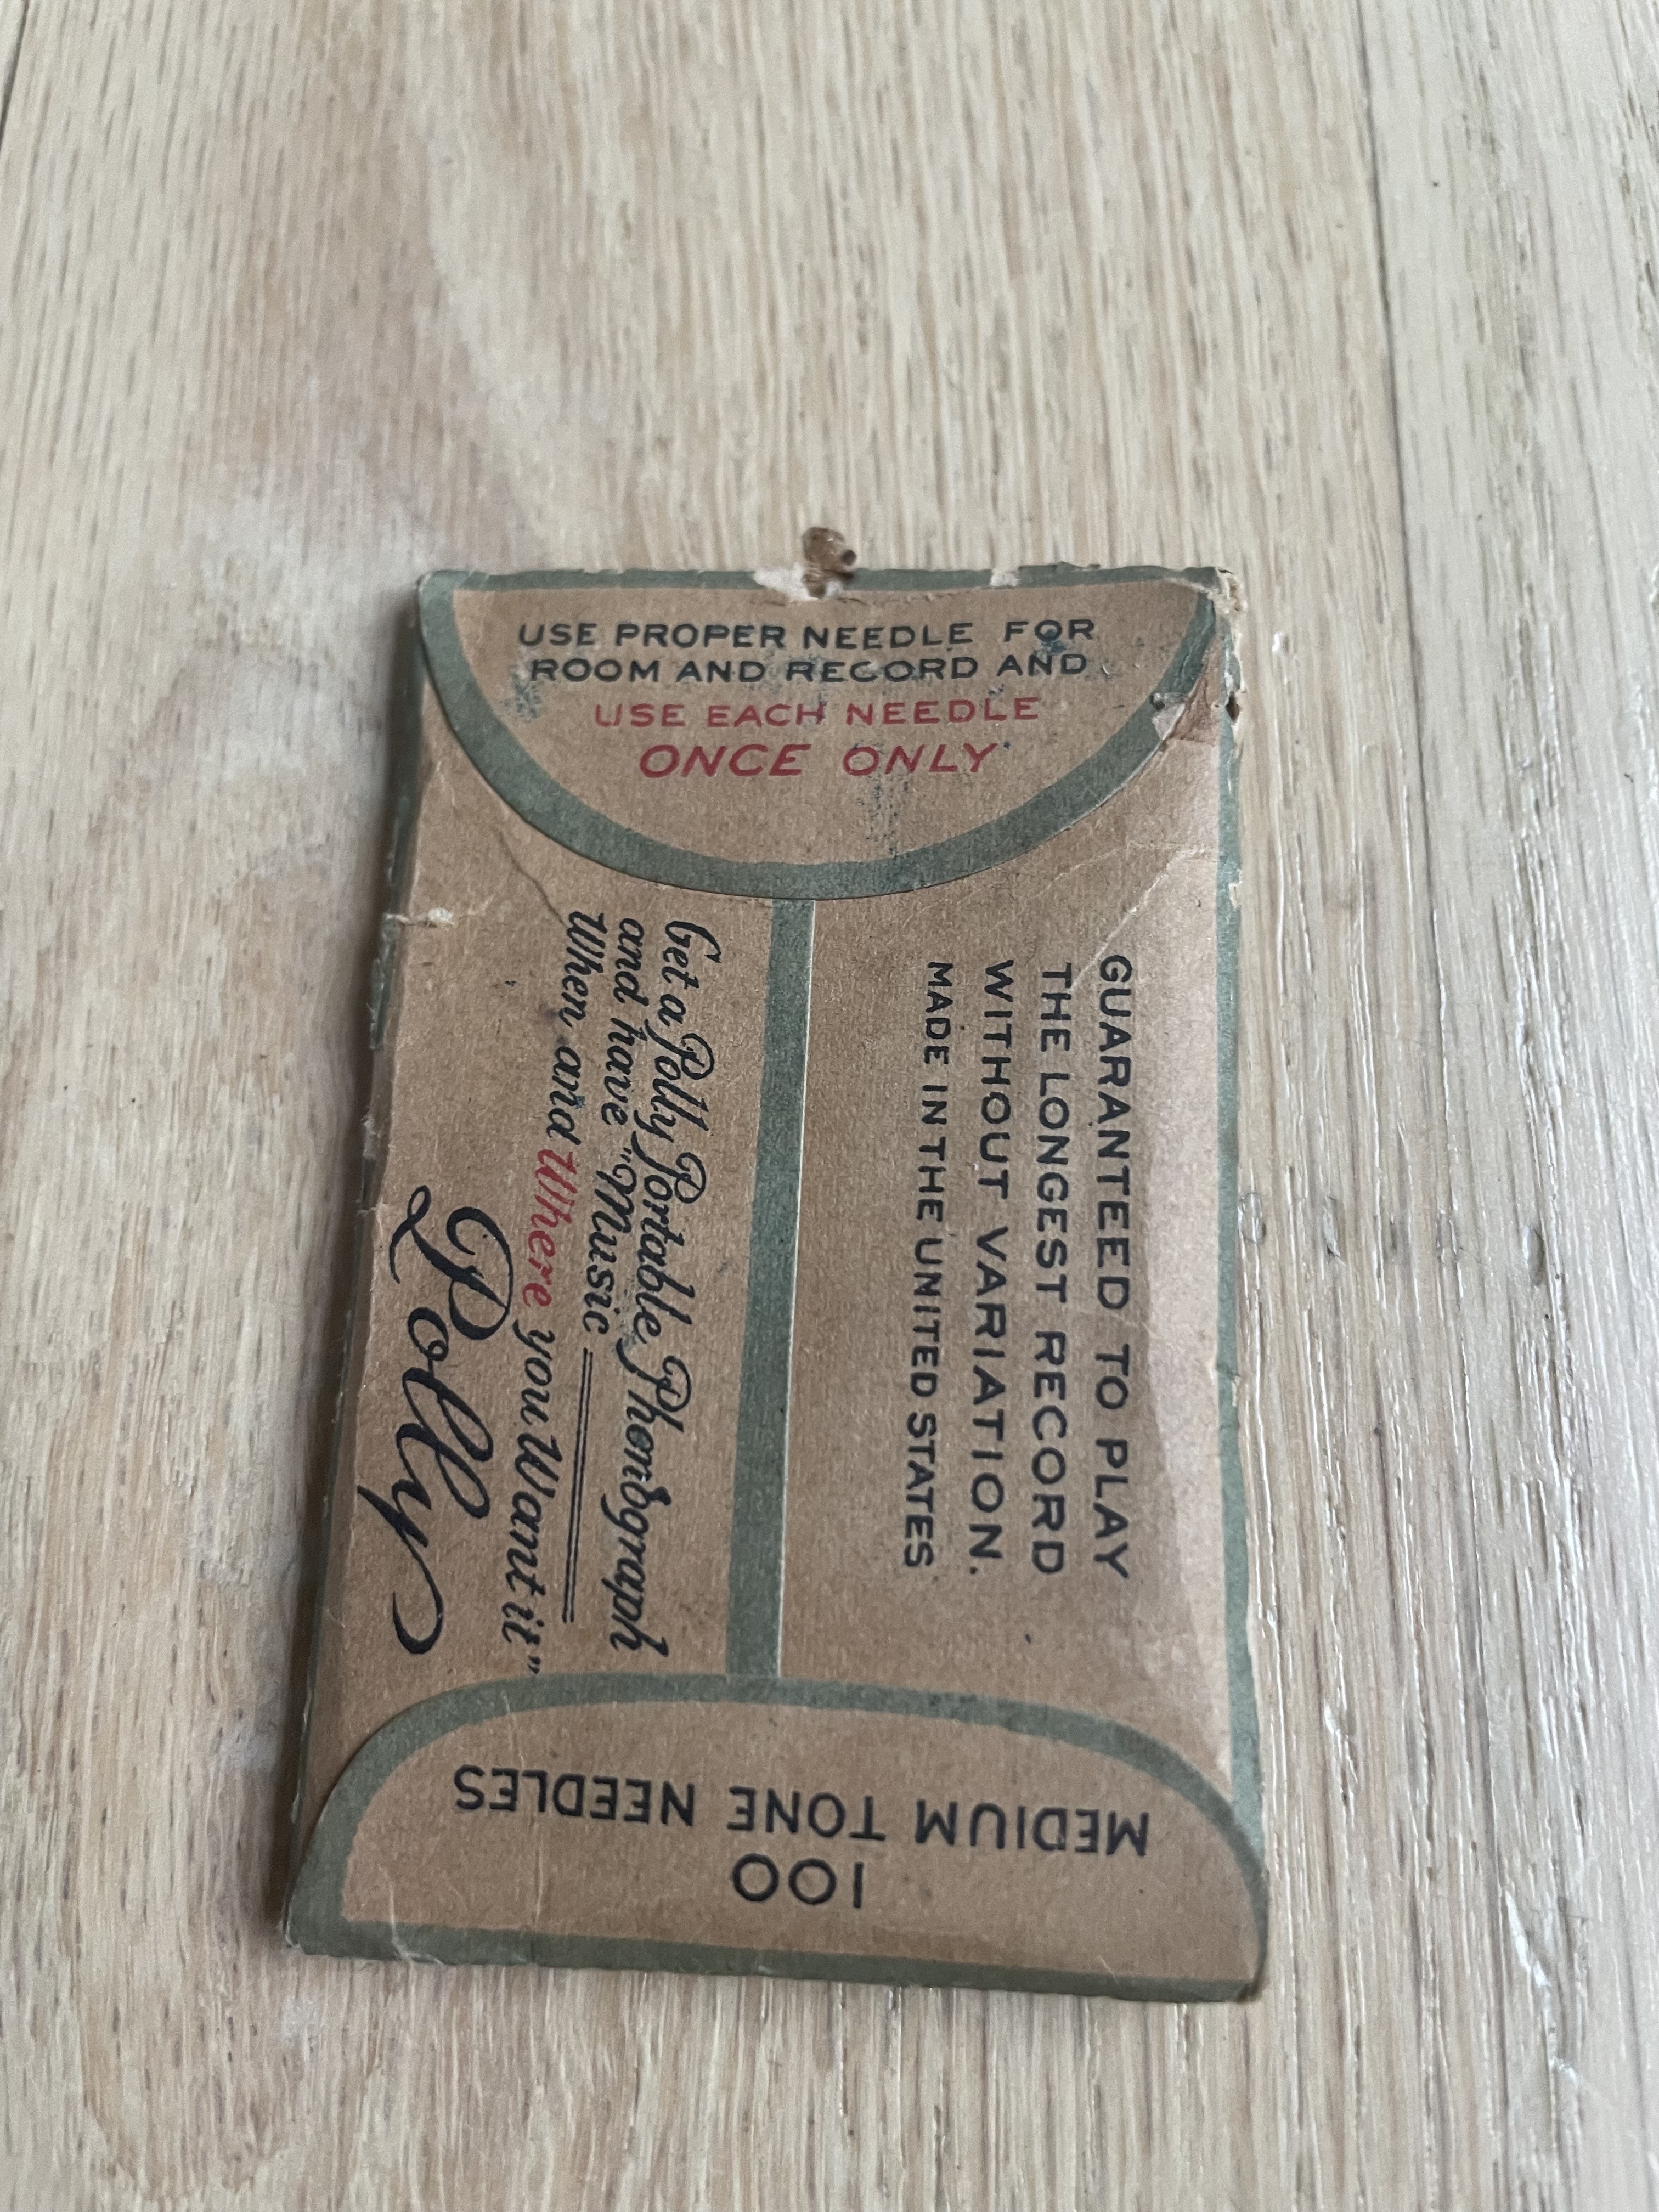 USE PROPER NEEDLE FOR
ROOM AND RECORD AND
USE EACH NEEDLE
ONCE ONLY
GUARANTEED TO PLAY
THE LONGEST RECORD
WITHOUT VARIATION.
MADE IN THE UNITED STATES
Get a Polly Portable Phonograph
and have "Music
When and Where you Want it"
Polly
100
MEDIUM TONE NEEDLES